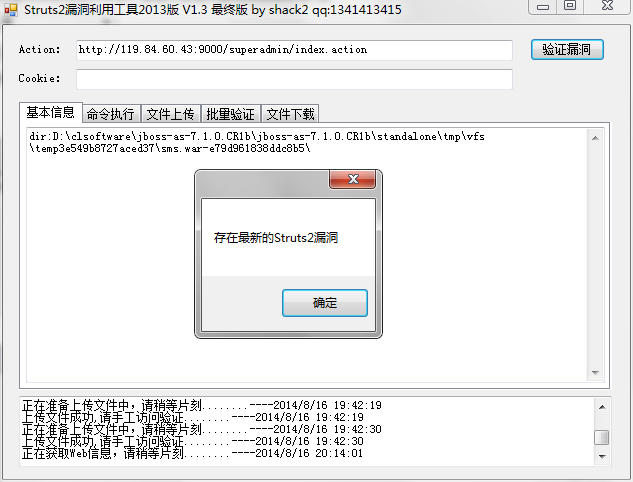 Struts2漏洞利用工具2013版 V1.3 最终版 by shack2 qq:1341413415
Action: http://119.84.60.43:9000/superadmin/index.action 验证漏洞
Cookie:
基本信息 命令执行 文件上传 批量验证 文件下载
dir:D:\clsoftware\jboss-as-7.1.0.CR1b\jboss-as-7.1.0.CR1b\standalone\tmp\vfs
\temp3e549b8727aced37\sms.war-e79d961838ddc8b5\
存在最新的Struts2漏洞
确定
正在准备上传文件中，请稍等片刻........----2014/8/16 19:42:19
上传文件成功,请手工访问验证........----2014/8/16 19:42:19
正在准备上传文件中，请稍等片刻........----2014/8/16 19:42:30
上传文件成功,请手工访问验证........----2014/8/16 19:42:30
正在获取Web信息，请稍等片刻........----2014/8/16 20:14:01